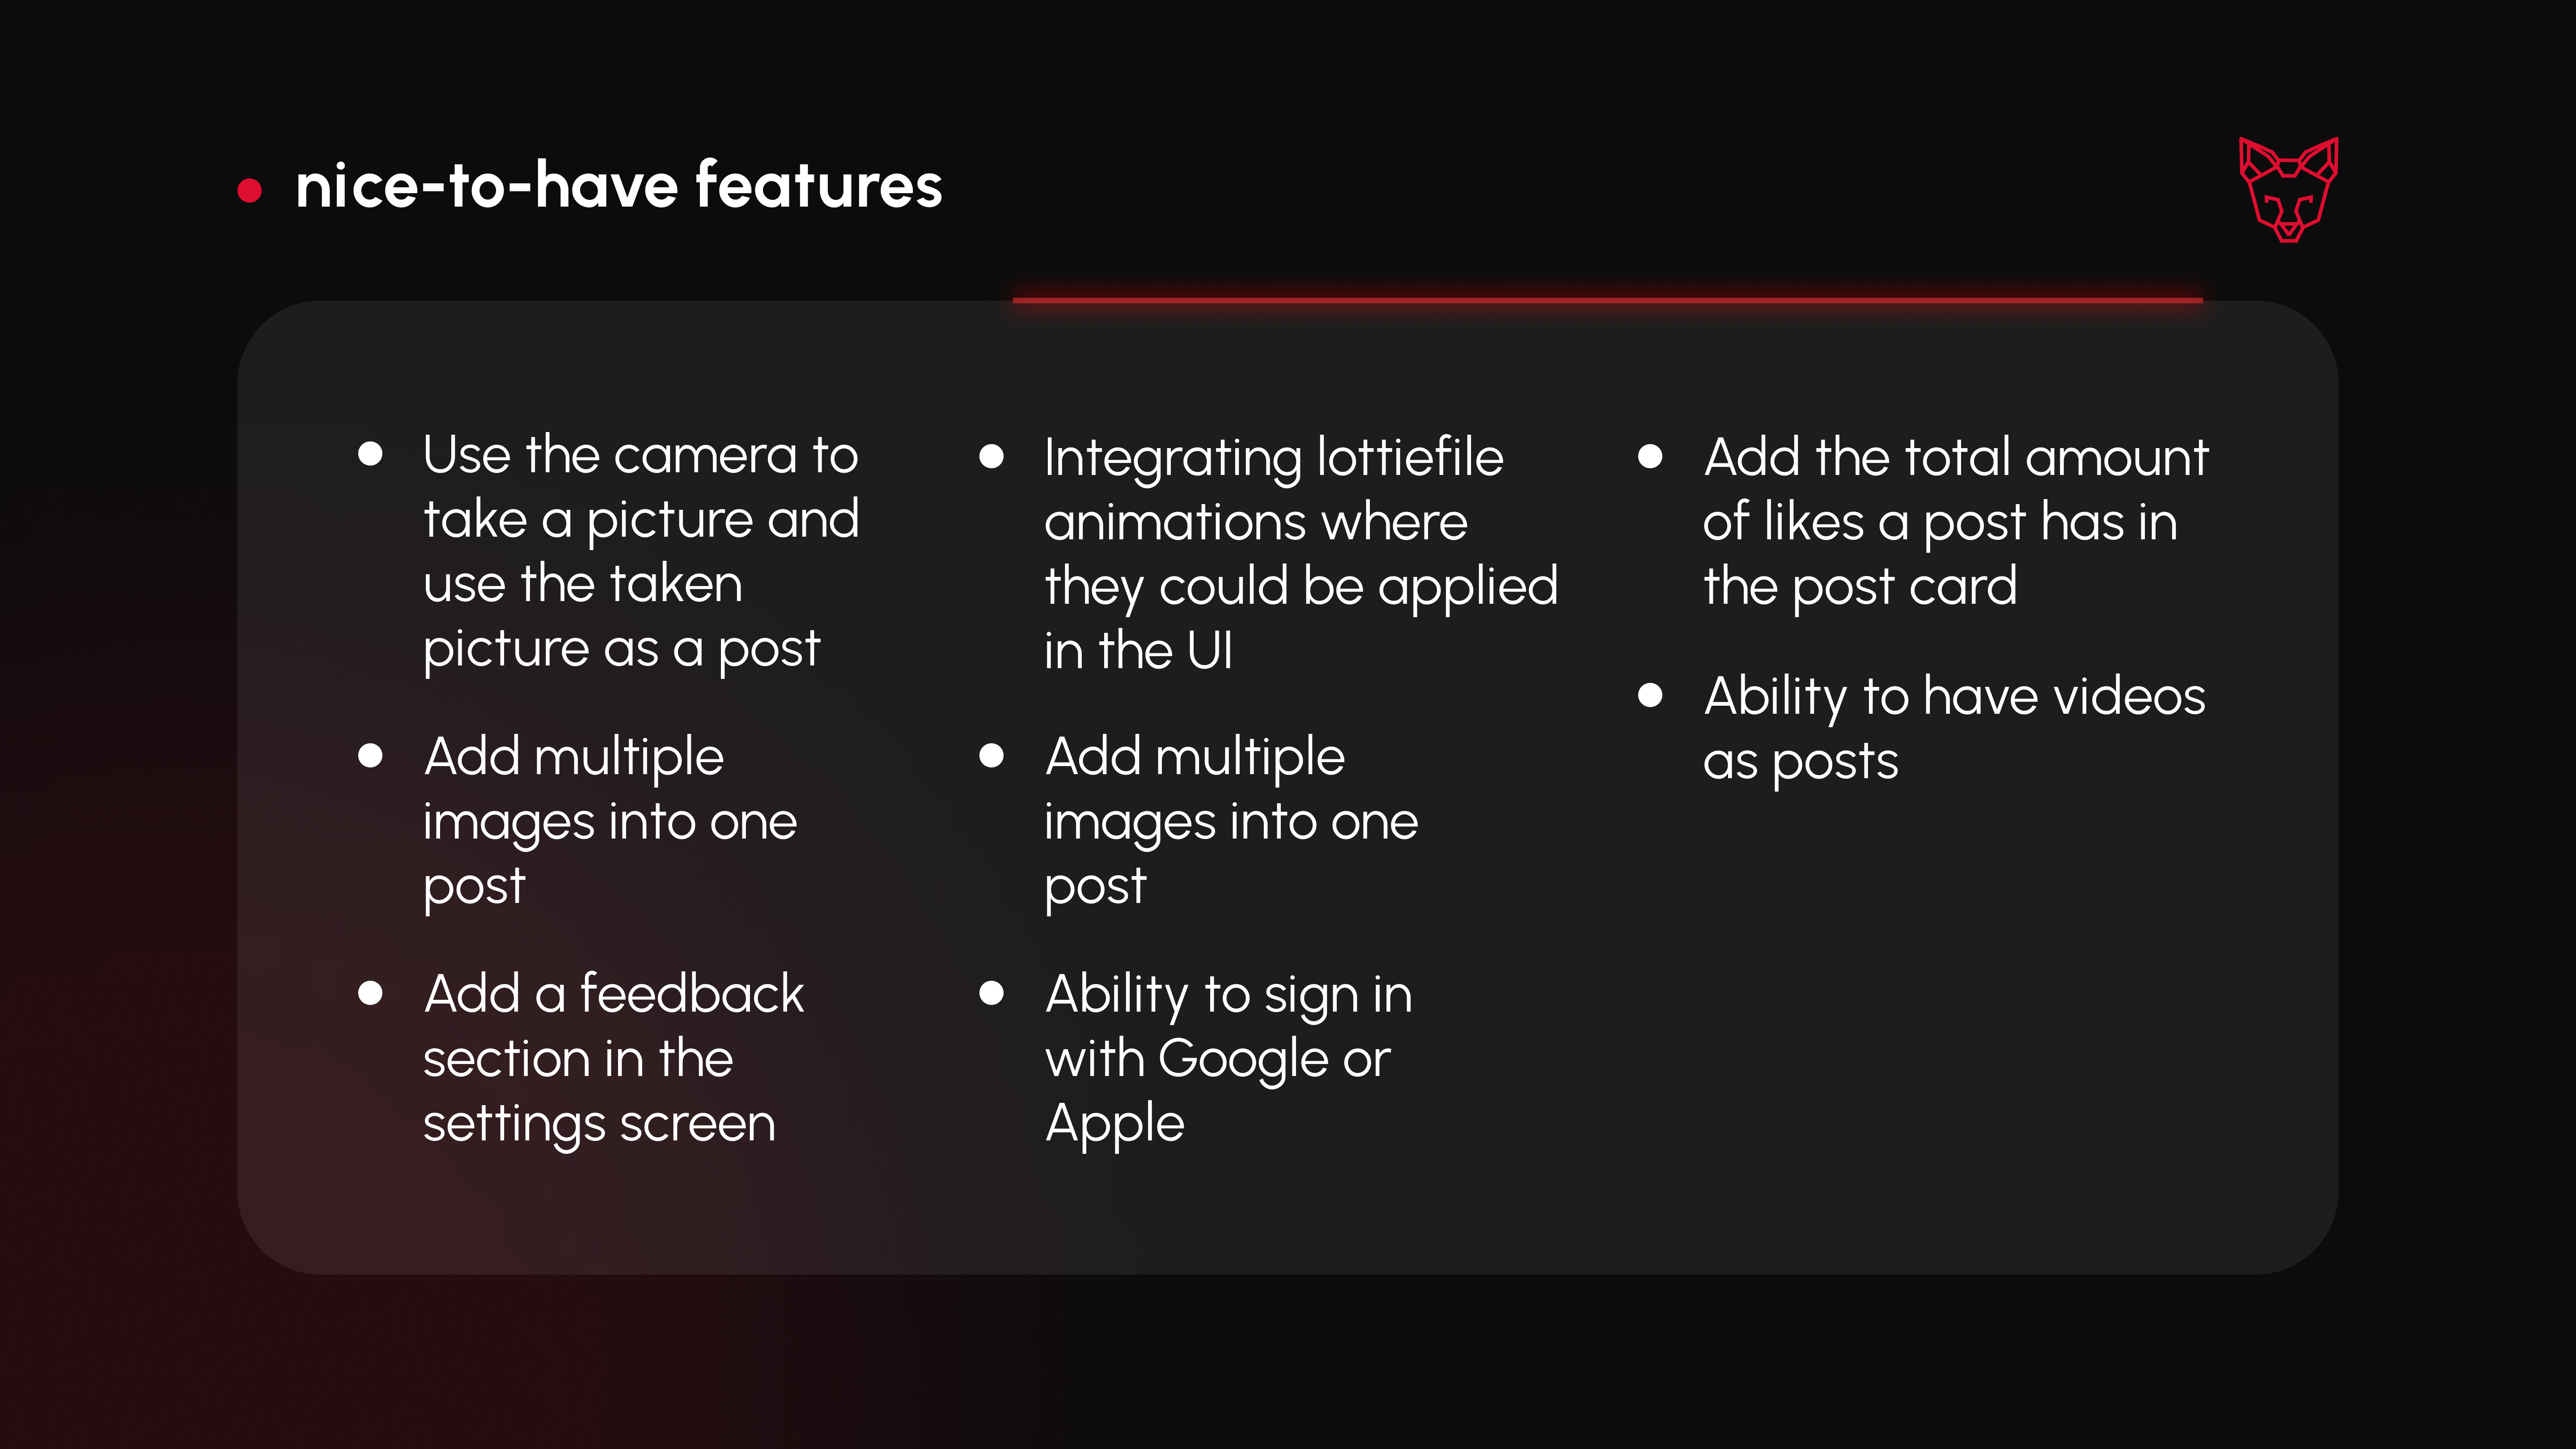 nice-to-have features
Use the camera to
take a picture and
use the taken
picture as a post
Add multiple
images into one
post
Add a feedback
section in the
settings screen
Integrating lottiefile
animations where
they could be applied
in the UI
Add multiple
images into one
post
Ability to sign in
with Google or
Apple
Add the total amount
of likes a post has in
the post card
Ability to have videos
as posts